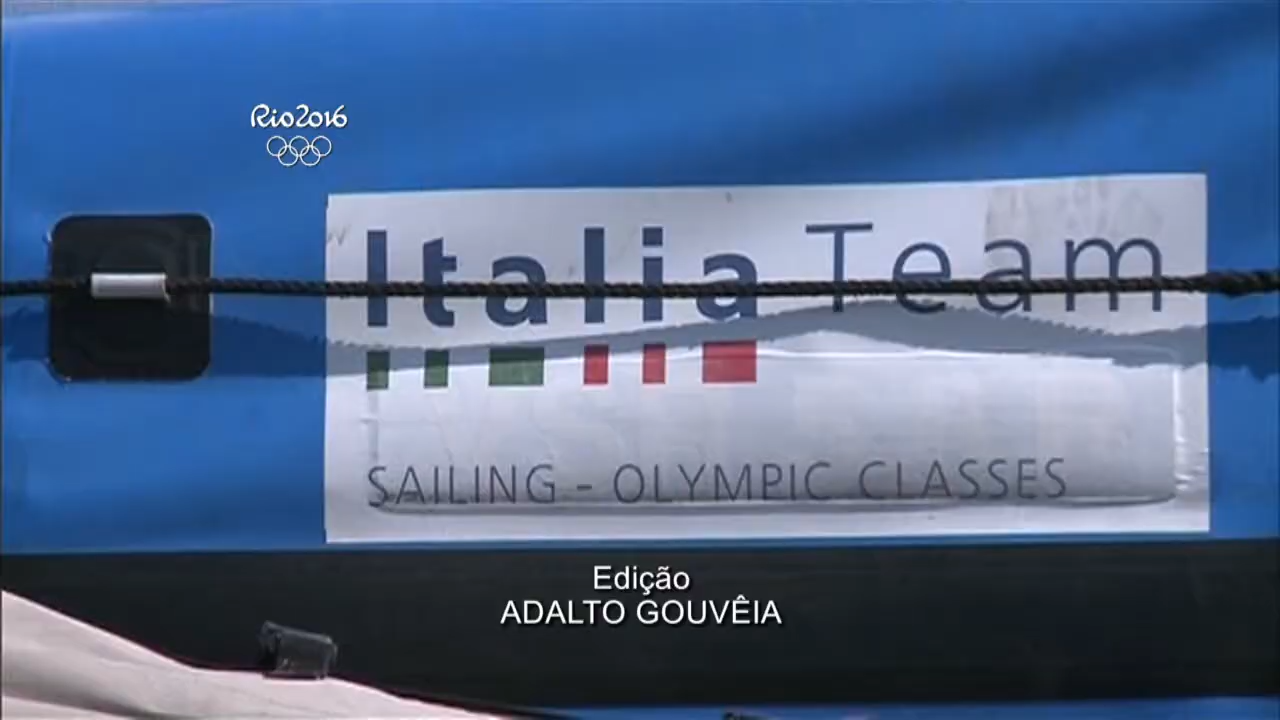 Rio2016
Italia Team
SAILING - OLYMPIC CLASSES
Edição
ADALTO GOUVÊIA